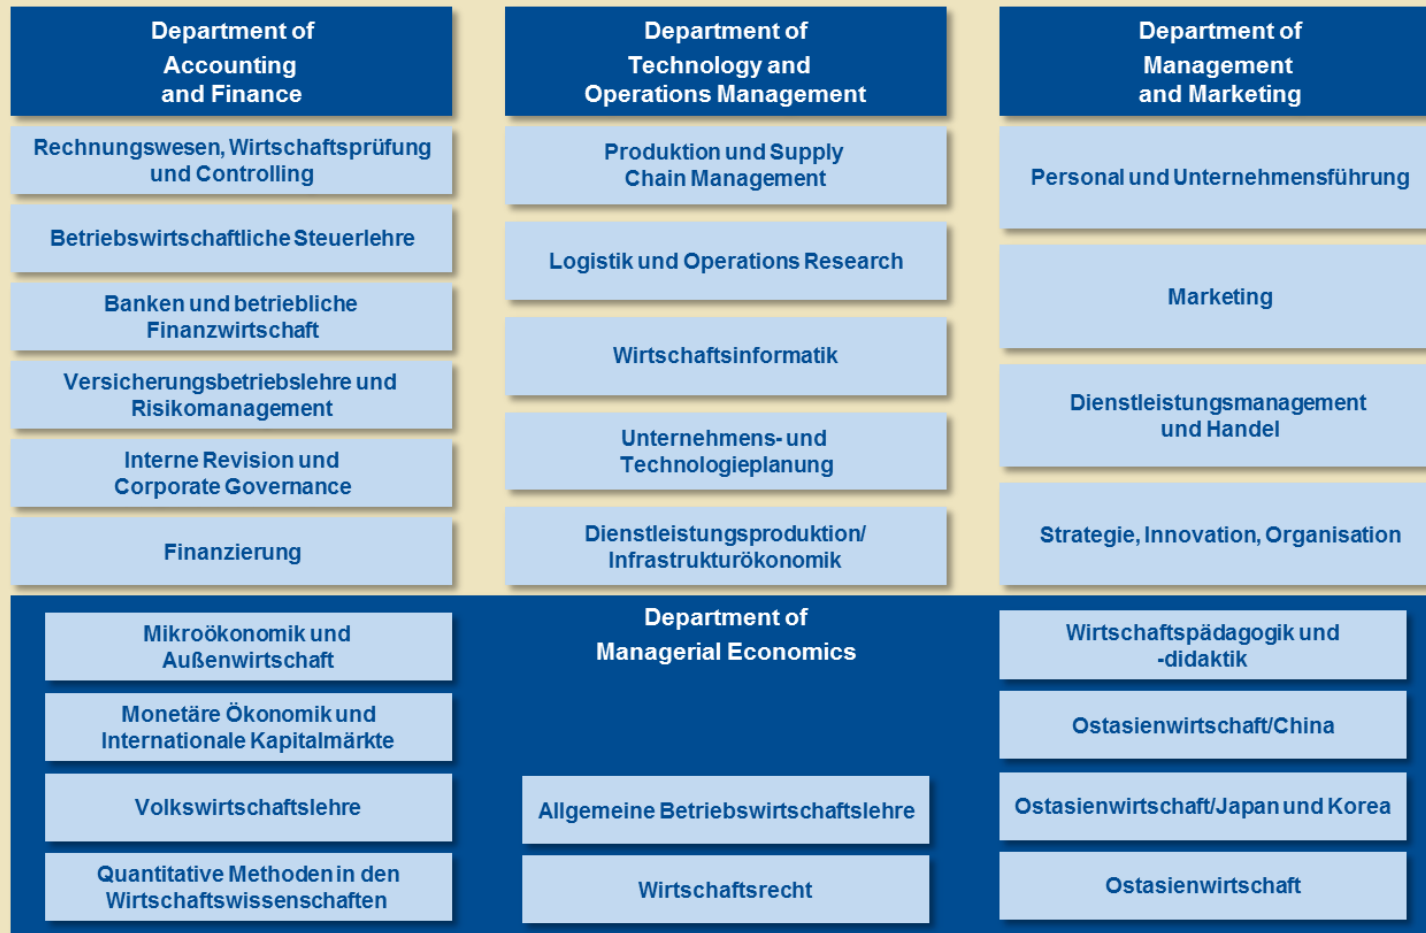 Department of
Accounting
and Finance
Rechnungswesen, Wirtschaftsprüfung
und Controlling
Betriebswirtschaftliche Steuerlehre
Banken und betriebliche
Finanzwirtschaft
Versicherungsbetriebslehre und
Risikomanagement
Interne Revision und
Corporate Governance
Finanzierung
Department of
Technology and
Operations Management
Produktion und Supply
Chain Management
Logistik und Operations Research
Wirtschaftsinformatik
Unternehmens- und
Technologieplanung
Dienstleistungsproduktion/
Infrastrukturökonomik
Department of
Management
and Marketing
Personal und Unternehmensführung
Marketing
Dienstleistungsmanagement
und Handel
Strategie, Innovation, Organisation
Department of
Managerial Economics
Mikroökonomik und
Außenwirtschaft
Monetäre Ökonomik und
Internationale Kapitalmärkte
Volkswirtschaftslehre
Quantitative Methoden in den
Wirtschaftswissenschaften
Allgemeine Betriebswirtschaftslehre
Wirtschaftsrecht
Wirtschaftspädagogik und
-didaktik
Ostasienwirtschaft/China
Ostasienwirtschaft/Japan und Korea
Ostasienwirtschaft